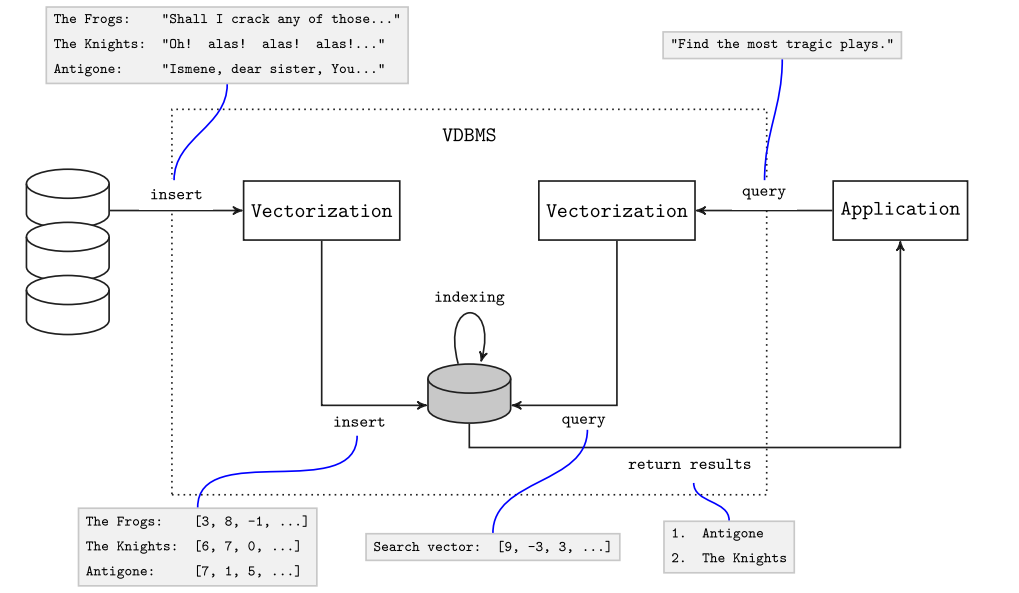 The Frogs: "Shall I crack any of those..."
The Knights: "Oh! alas! alas! alas!..."
Antigone: "Ismene, dear sister, You..."
"Find the most tragic plays."
VDBMS
insert
Vectorization
Vectorization
query
Application
indexing
insert
query
return results
The Frogs: [3, 8, -1, ...]
The Knights: [6, 7, 0, ...]
Antigone: [7, 1, 5, ...]
Search vector: [9, -3, 3, ...]
1. Antigone
2. The Knights